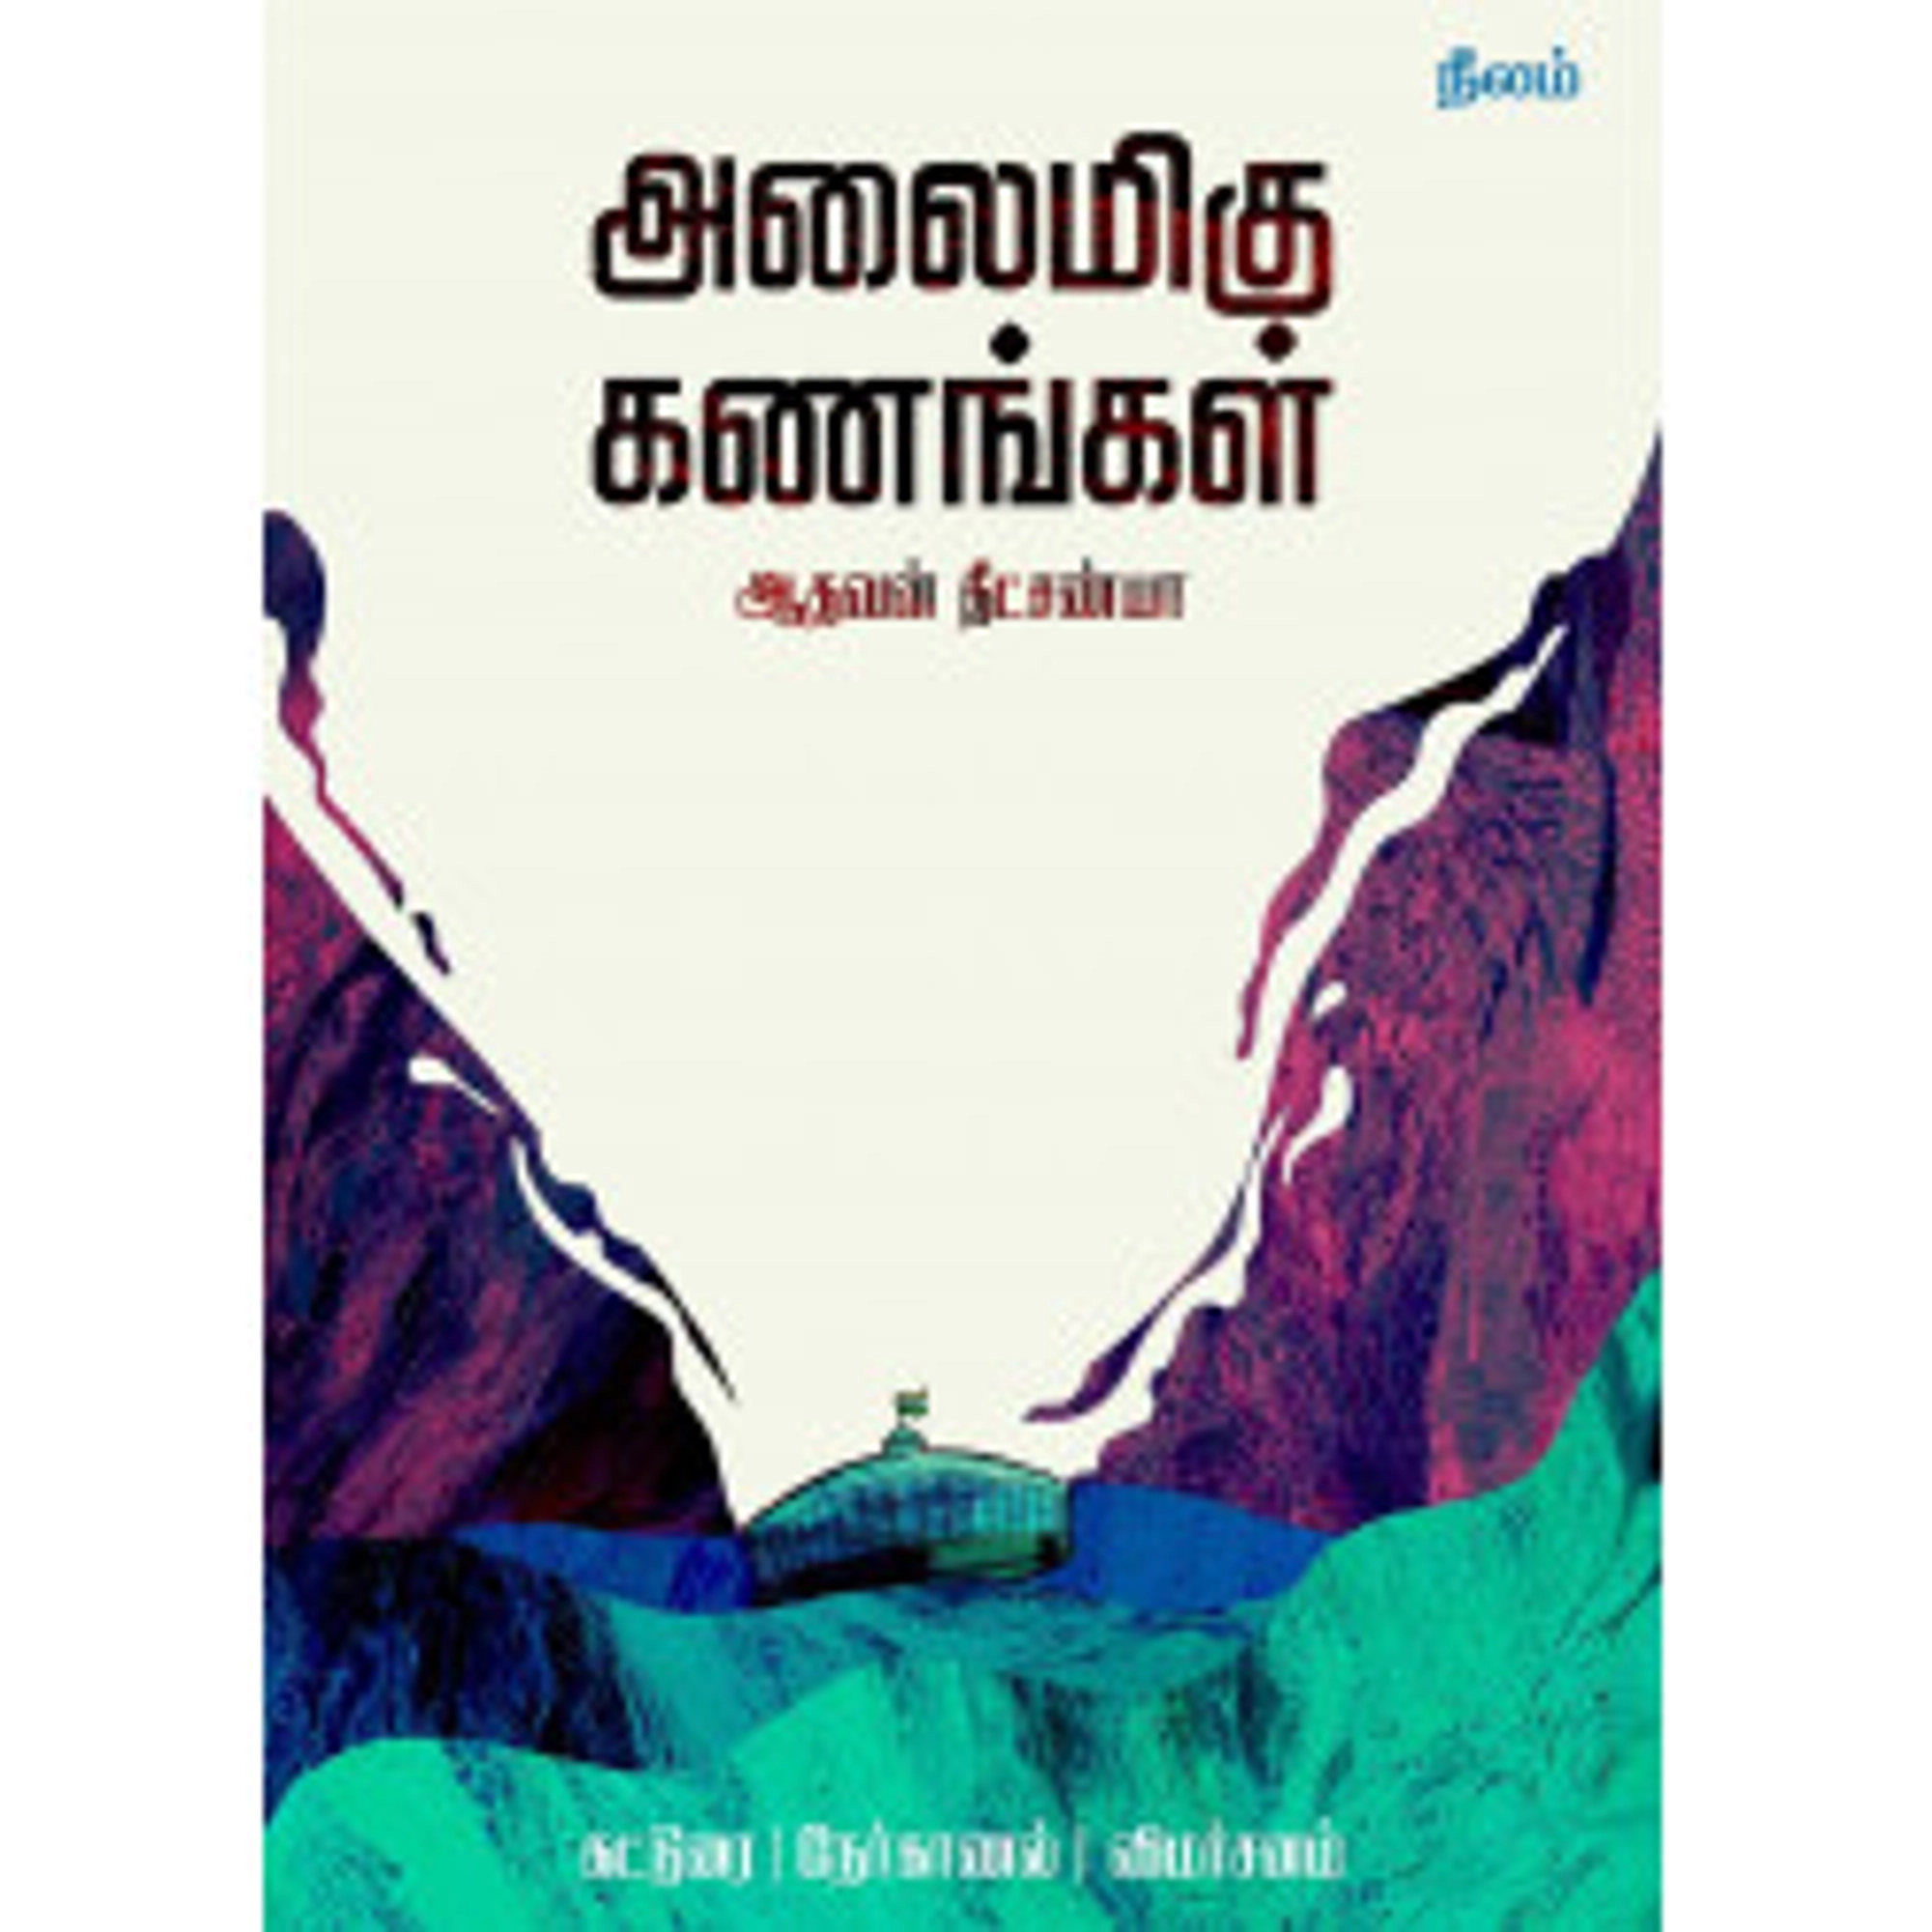 நீலம்
அலைமிகு
கணங்கள்
ஆதவன் தீட்சண்யா
கட்டுரை | நேர்காணல் | விமர்சனம்